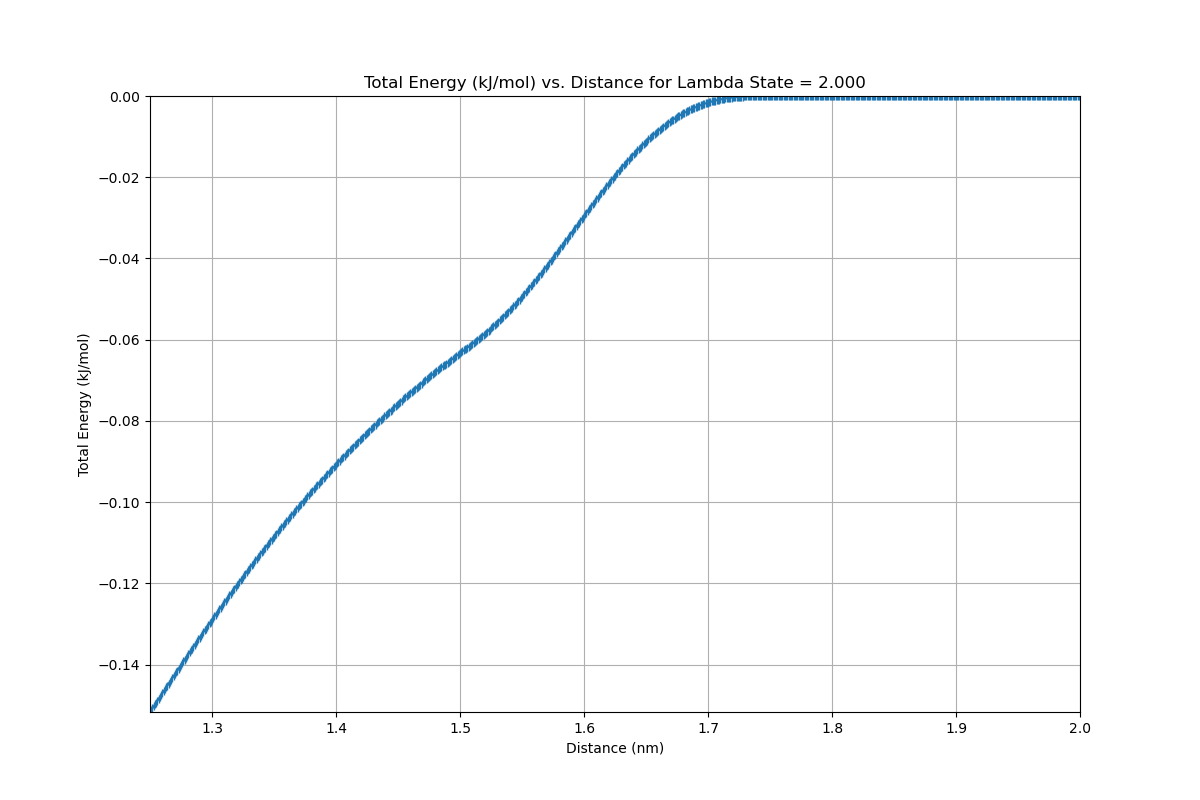 Total Energy (kJ/mol) vs. Distance for Lambda State = 2.000
0.00
−0.02
−0.04
−0.06
−0.08
−0.10
−0.12
−0.14
Total Energy (kJ/mol)
1.3 1.4 1.5 1.6 1.7 1.8 1.9 2.0
Distance (nm)